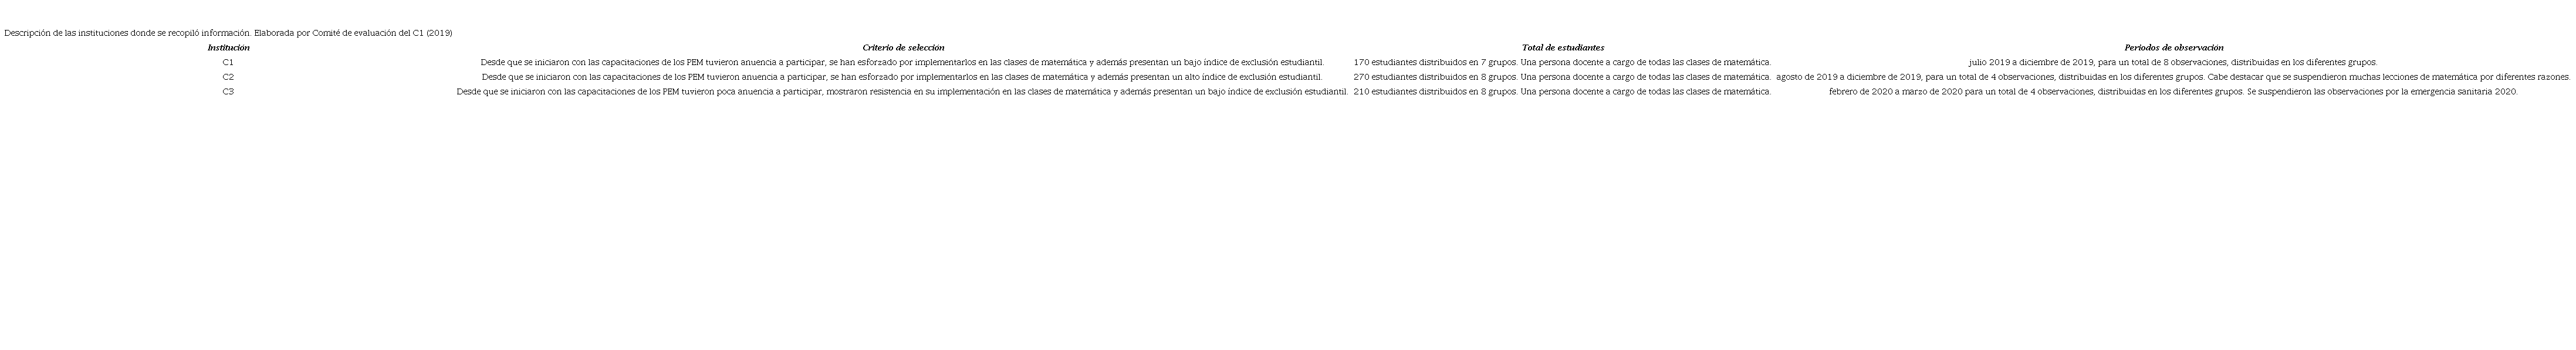 Descripción de las instituciones donde se recopiló información. Elaborada por Comité de evaluación del C1 (2019)
Institución Criterio de selección Total de estudiantes Períodos de observación
C1 Desde que se iniciaron con las capacitaciones de los PEM tuvieron anuencia a participar, se han esforzado por implementarlos en las clases de matemática y además presentan un bajo índice de exclusión estudiantil. 170 estudiantes distribuidos en 7 grupos. Una persona docente a cargo de todas las clases de matemática. julio 2019 a diciembre de 2019, para un total de 8 observaciones, distribuidas en los diferentes grupos.
C2 Desde que se iniciaron con las capacitaciones de los PEM tuvieron anuencia a participar, se han esforzado por implementarlos en las clases de matemática y además presentan un alto índice de exclusión estudiantil. 270 estudiantes distribuidos en 8 grupos. Una persona docente a cargo de todas las clases de matemática. agosto de 2019 a diciembre de 2019, para un total de 4 observaciones, distribuidas en los diferentes grupos. Cabe destacar que se suspendieron muchas lecciones de matemática por diferentes razones.
C3 Desde que se iniciaron con las capacitaciones de los PEM tuvieron poca anuencia a participar, mostraron resistencia en su implementación en las clases de matemática y además presentan un bajo índice de exclusión estudiantil. 210 estudiantes distribuidos en 8 grupos. Una persona docente a cargo de todas las clases de matemática. febrero de 2020 a marzo de 2020 para un total de 4 observaciones, distribuidas en los diferentes grupos. Se suspendieron las observaciones por la emergencia sanitaria 2020.